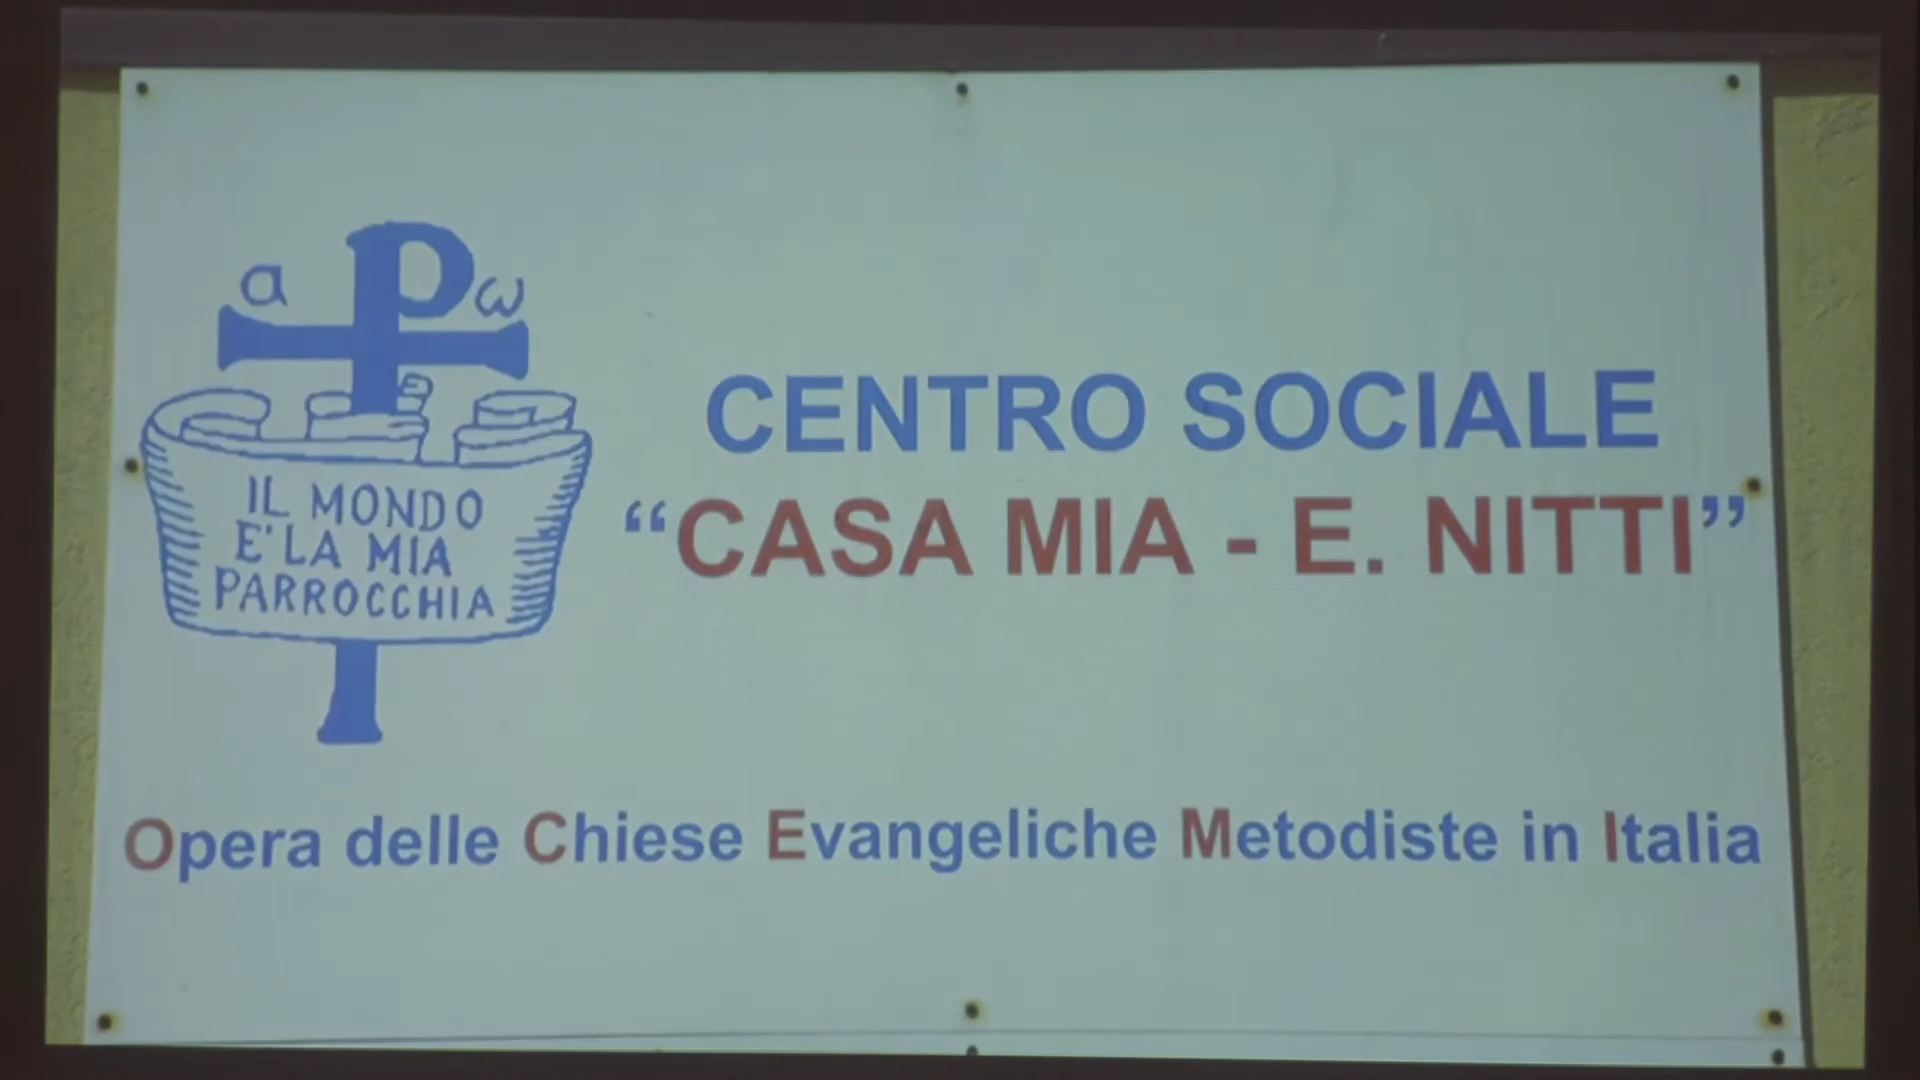 α P ω
IL MONDO
E' LA MIA
PARROCCHIA
CENTRO SOCIALE
“CASA MIA - E. NITTI”
Opera delle Chiese Evangeliche Metodiste in Italia